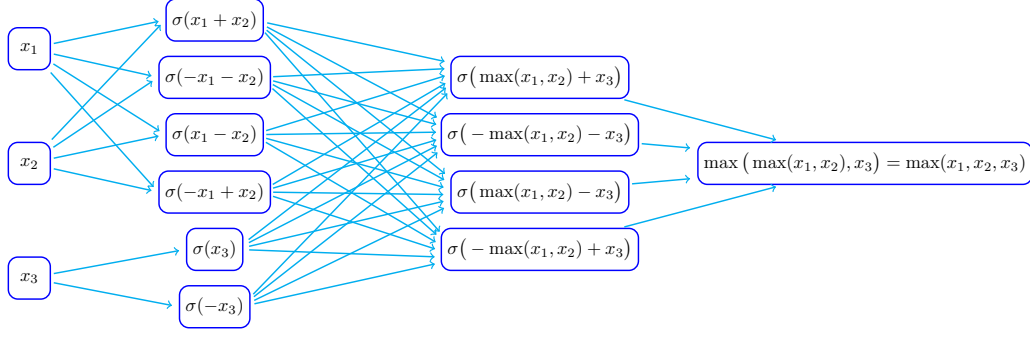 x₁
x₂
x₃
σ(x₁ + x₂)
σ(−x₁ − x₂)
σ(x₁ − x₂)
σ(−x₁ + x₂)
σ(x₃)
σ(−x₃)
σ(max(x₁, x₂) + x₃)
σ(− max(x₁, x₂) − x₃)
σ(max(x₁, x₂) − x₃)
σ(− max(x₁, x₂) + x₃)
max (max(x₁, x₂), x₃) = max(x₁, x₂, x₃)